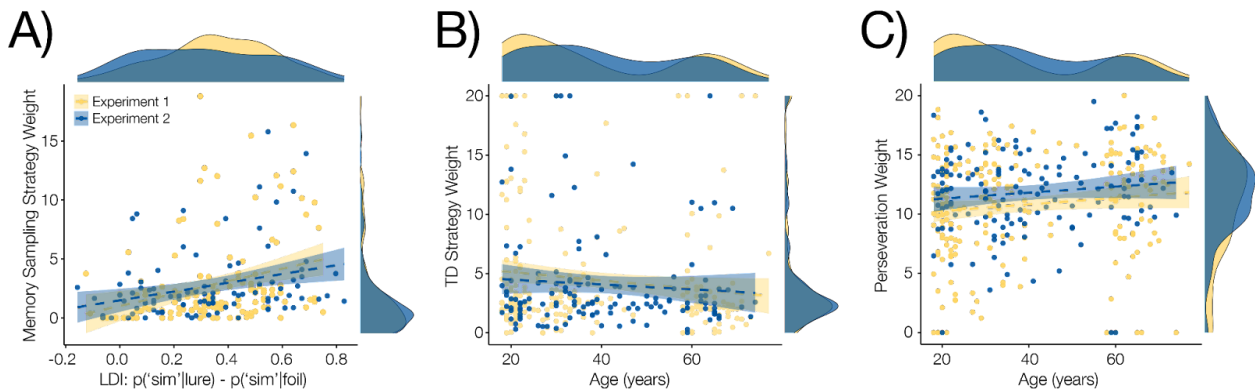 A)
Memory Sampling Strategy Weight
15
10
5
0
Experiment 1
Experiment 2
-0.2 0.0 0.2 0.4 0.6 0.8
LDI: p('sim'|lure) - p('sim'|foil)
B)
TD Strategy Weight
20
15
10
5
0
20 40 60
Age (years)
C)
Perseveration Weight
20
15
10
5
0
20 40 60
Age (years)